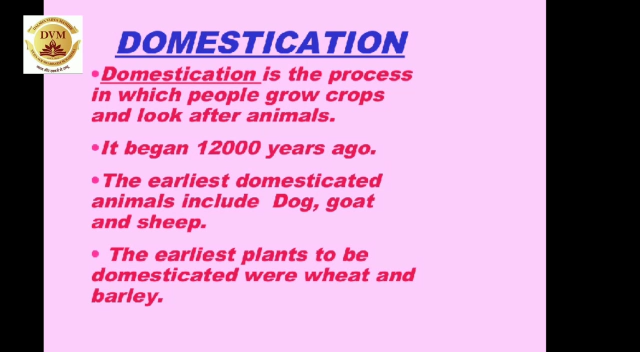 DVM
DOMESTICATION
•Domestication is the process
in which people grow crops
and look after animals.
•It began 12000 years ago.
•The earliest domesticated
animals include  Dog, goat
and sheep.
• The earliest plants to be
domesticated were wheat and
barley.